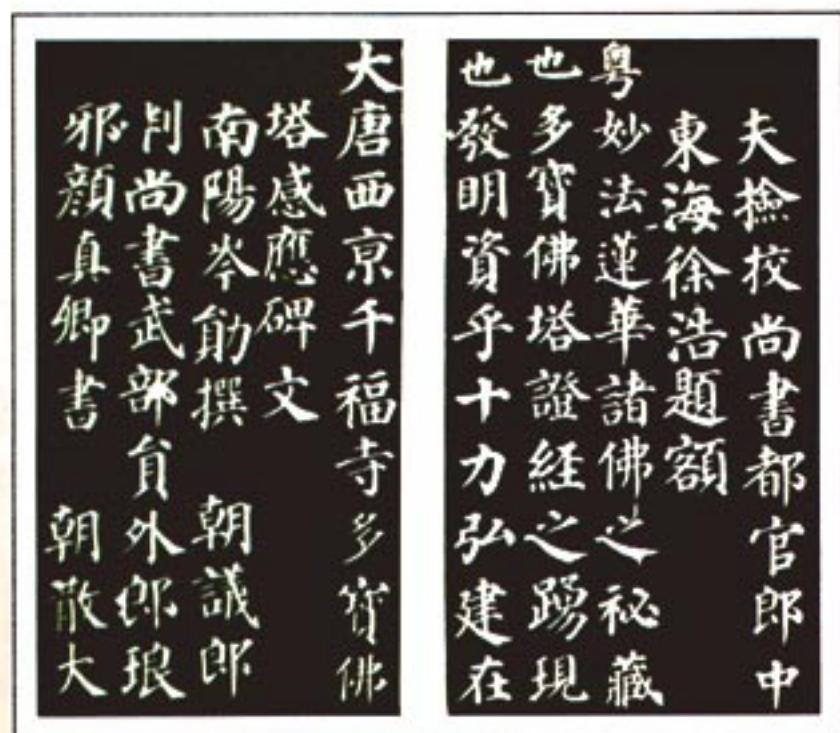 大唐西京千福寺多寶佛
塔感應碑文
南陽岑勛撰 朝議郎
判尚書武部員外郎琅
邪顏真卿書 朝散大
夫撿挍尚書都官郎中
東海徐浩題額
粵妙法蓮華諸佛之祕藏
也多寶佛塔證經之踴現
也發明資乎十力弘建在